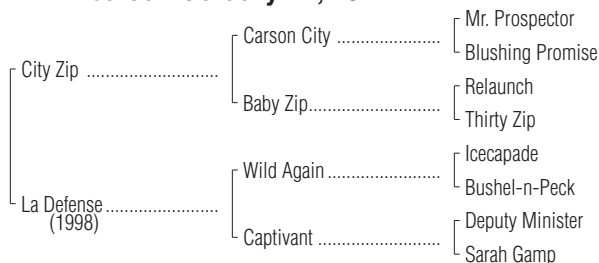 Carson City
Mr. Prospector
Blushing Promise
City Zip
Baby Zip
Relaunch
Thirty Zip
Wild Again
Icecapade
Bushel-n-Peck
La Defense
(1998)
Captivant
Deputy Minister
Sarah Gamp